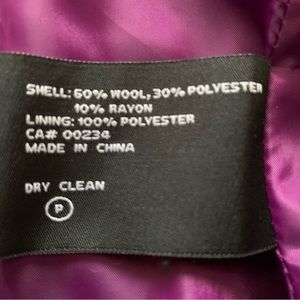 SHELL: 60% WOOL, 30% POLYESTER
10% RAYON
LINING: 100% POLYESTER
CA# 00234
MADE IN CHINA
DRY CLEAN
P